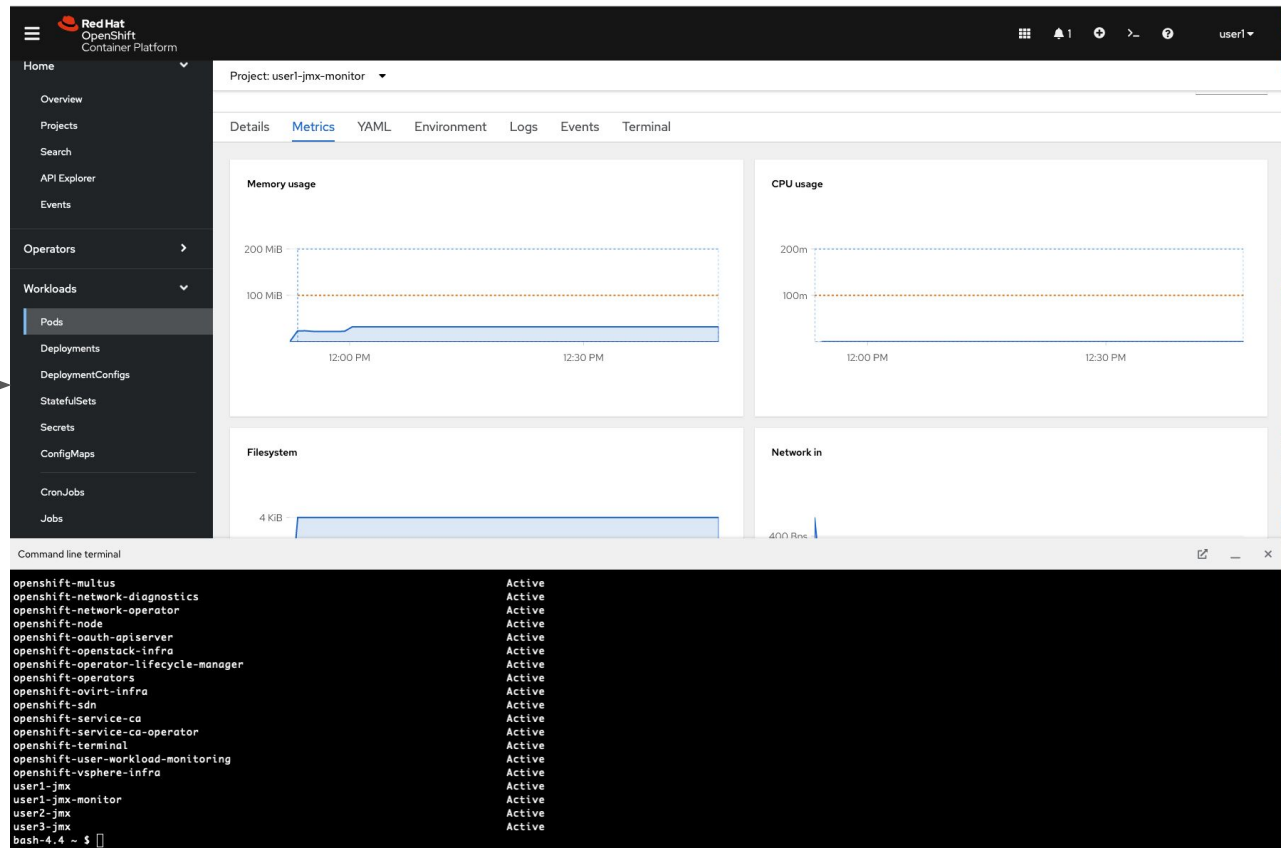 Red Hat
OpenShift
Container Platform
1
user1
Home
Overview
Projects
Search
API Explorer
Events
Operators
Workloads
Pods
Deployments
DeploymentConfigs
StatefulSets
Secrets
ConfigMaps
CronJobs
Jobs
Project: user1-jmx-monitor
Details Metrics YAML Environment Logs Events Terminal
Memory usage
200 MiB
100 MiB
12:00 PM 12:30 PM
CPU usage
200m
100m
12:00 PM 12:30 PM
Filesystem
4 KiB
Network in
400 Bps
Command line terminal
openshift-multus Active
openshift-network-diagnostics Active
openshift-network-operator Active
openshift-node Active
openshift-oauth-apiserver Active
openshift-openstack-infra Active
openshift-operator-lifecycle-manager Active
openshift-operators Active
openshift-ovirt-infra Active
openshift-sdn Active
openshift-service-ca Active
openshift-service-ca-operator Active
openshift-terminal Active
openshift-user-workload-monitoring Active
openshift-vsphere-infra Active
user1-jmx Active
user1-jmx-monitor Active
user2-jmx Active
user3-jmx Active
bash-4.4 ~ $